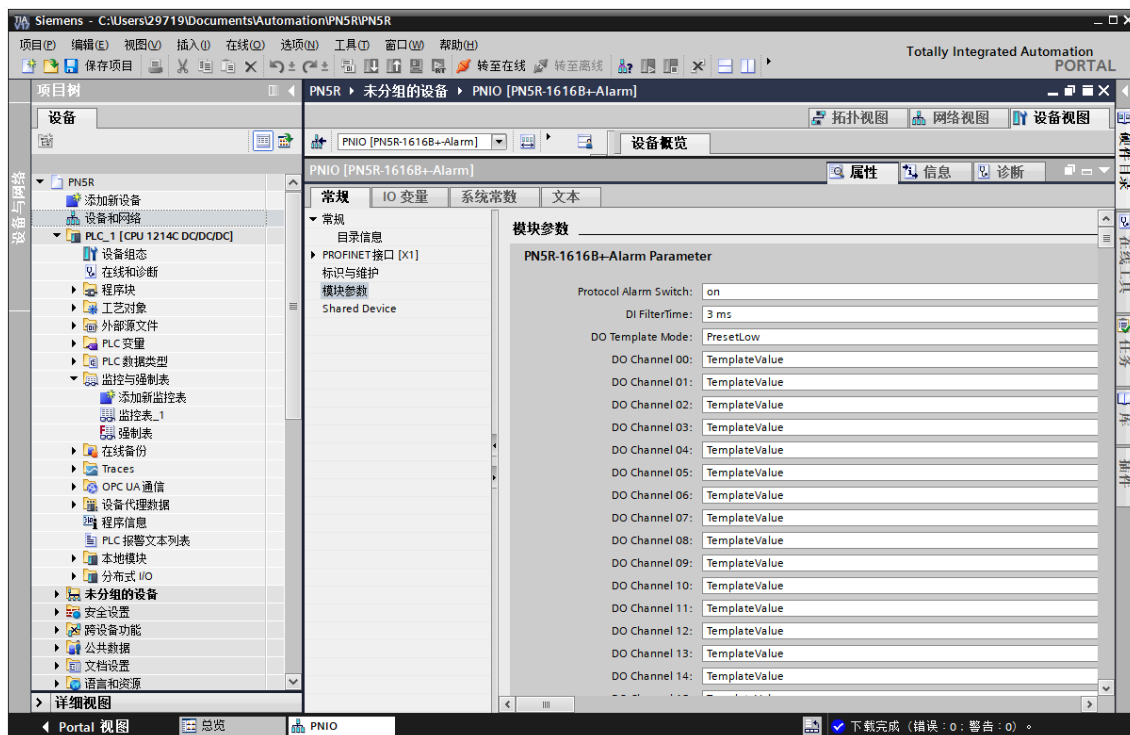 Siemens - C:\Users\29719\Documents\Automation\PN5R\PN5R
项目(P) 编辑(E) 视图(V) 插入(I) 在线(O) 选项(N) 工具(T) 窗口(W) 帮助(H)
Totally Integrated Automation
PORTAL
保存项目 转至在线 转至离线
项目树
PN5R 未分组的设备 PNIO [PN5R-1616B+-Alarm]
设备
拓扑视图 网络视图 设备视图
PNIO [PN5R-1616B+-Alarm]
设备概览
PNIO [PN5R-1616B+-Alarm]
属性 信息 诊断
常规 IO 变量 系统常数 文本
设备与网络
PN5R
添加新设备
设备和网络
PLC_1 [CPU 1214C DC/DC/DC]
设备组态
在线和诊断
程序块
工艺对象
外部源文件
PLC 变量
PLC 数据类型
监控与强制表
添加新监控表
监控表_1
强制表
在线备份
Traces
OPC UA 通信
设备代理数据
程序信息
PLC 报警文本列表
本地模块
分布式 I/O
未分组的设备
安全设置
跨设备功能
公共数据
文档设置
语言和资源
详细视图
常规
目录信息
PROFINET接口 [X1]
标识与维护
模块参数
Shared Device
模块参数
PN5R-1616B+-Alarm Parameter
Protocol Alarm Switch: on
DI FilterTime: 3 ms
DO Template Mode: PresetLow
DO Channel 00: TemplateValue
DO Channel 01: TemplateValue
DO Channel 02: TemplateValue
DO Channel 03: TemplateValue
DO Channel 04: TemplateValue
DO Channel 05: TemplateValue
DO Channel 06: TemplateValue
DO Channel 07: TemplateValue
DO Channel 08: TemplateValue
DO Channel 09: TemplateValue
DO Channel 10: TemplateValue
DO Channel 11: TemplateValue
DO Channel 12: TemplateValue
DO Channel 13: TemplateValue
DO Channel 14: TemplateValue
硬件目录
在线工具
任务
库
插件
Portal 视图 总览 PNIO
下载完成（错误：0；警告：0）。